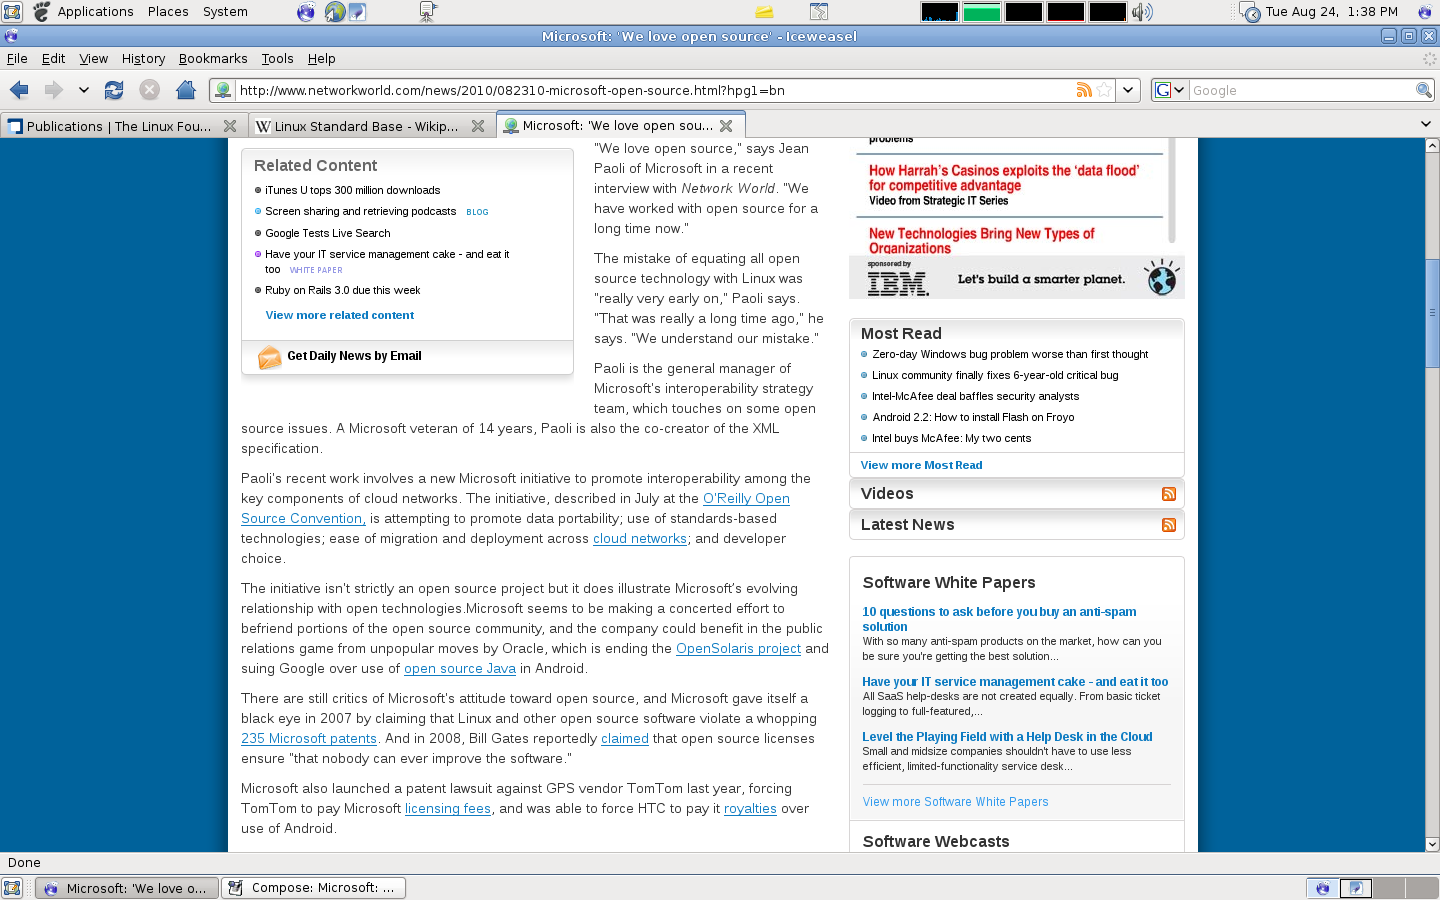 Applications Places System
Tue Aug 24, 1:38 PM
Microsoft: 'We love open source' - Iceweasel
File Edit View History Bookmarks Tools Help
http://www.networkworld.com/news/2010/082310-microsoft-open-source.html?hpg1=bn
G Google
Publications | The Linux Fou...
W Linux Standard Base - Wikip...
Microsoft: 'We love open sou...
Related Content
iTunes U tops 300 million downloads
Screen sharing and retrieving podcasts BLOG
Google Tests Live Search
Have your IT service management cake - and eat it
too WHITE PAPER
Ruby on Rails 3.0 due this week
View more related content
Get Daily News by Email
"We love open source," says Jean
Paoli of Microsoft in a recent
interview with Network World. "We
have worked with open source for a
long time now."
The mistake of equating all open
source technology with Linux was
"really very early on," Paoli says.
"That was really a long time ago," he
says. "We understand our mistake."
Paoli is the general manager of
Microsoft's interoperability strategy
team, which touches on some open
source issues. A Microsoft veteran of 14 years, Paoli is also the co-creator of the XML
specification.
Paoli's recent work involves a new Microsoft initiative to promote interoperability among the
key components of cloud networks. The initiative, described in July at the O'Reilly Open
Source Convention, is attempting to promote data portability; use of standards-based
technologies; ease of migration and deployment across cloud networks; and developer
choice.
The initiative isn't strictly an open source project but it does illustrate Microsoft’s evolving
relationship with open technologies.Microsoft seems to be making a concerted effort to
befriend portions of the open source community, and the company could benefit in the public
relations game from unpopular moves by Oracle, which is ending the OpenSolaris project and
suing Google over use of open source Java in Android.
There are still critics of Microsoft's attitude toward open source, and Microsoft gave itself a
black eye in 2007 by claiming that Linux and other open source software violate a whopping
235 Microsoft patents. And in 2008, Bill Gates reportedly claimed that open source licenses
ensure "that nobody can ever improve the software."
Microsoft also launched a patent lawsuit against GPS vendor TomTom last year, forcing
TomTom to pay Microsoft licensing fees, and was able to force HTC to pay it royalties over
use of Android.
problems
How Harrah's Casinos exploits the ‘data flood’
for competitive advantage
Video from Strategic IT Series
New Technologies Bring New Types of
Organizations
sponsored by
IBM.
Let's build a smarter planet.
Most Read
Zero-day Windows bug problem worse than first thought
Linux community finally fixes 6-year-old critical bug
Intel-McAfee deal baffles security analysts
Android 2.2: How to install Flash on Froyo
Intel buys McAfee: My two cents
View more Most Read
Videos
Latest News
Software White Papers
10 questions to ask before you buy an anti-spam
solution
With so many anti-spam products on the market, how can you
be sure you're getting the best solution...
Have your IT service management cake - and eat it too
All SaaS help-desks are not created equally. From basic ticket
logging to full-featured,...
Level the Playing Field with a Help Desk in the Cloud
Small and midsize companies shouldn't have to use less
efficient, limited-functionality service desk...
View more Software White Papers
Software Webcasts
Done
Microsoft: 'We love o...
Compose: Microsoft: ...